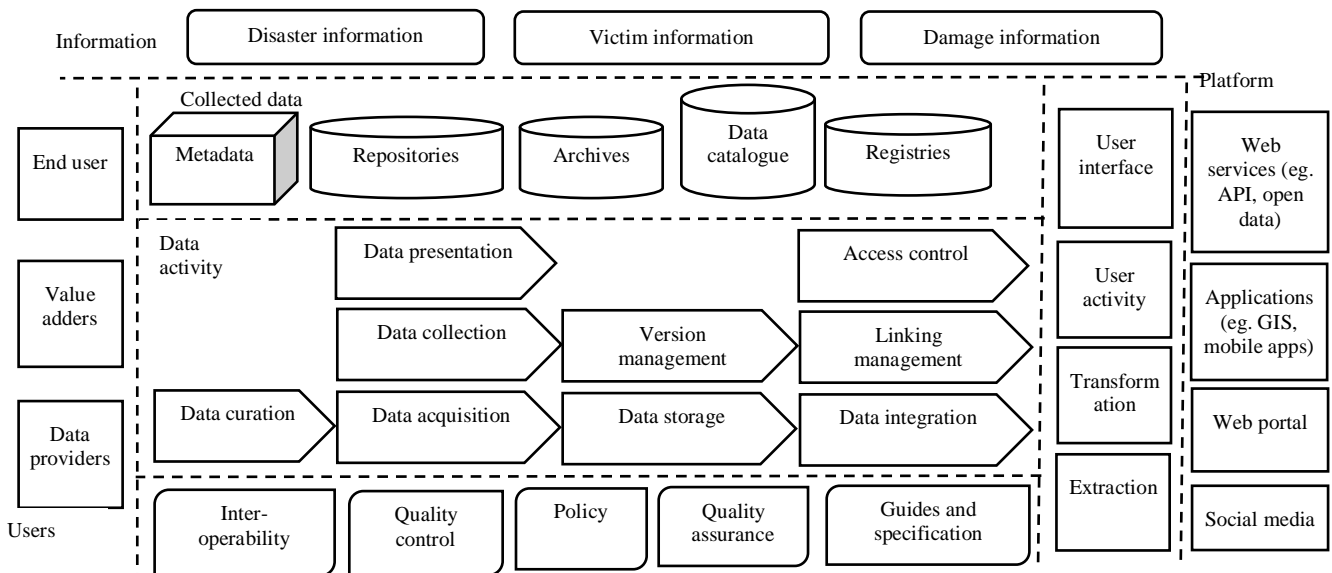 Information
Disaster information
Victim information
Damage information
Platform
Collected data
Metadata
Repositories
Archives
Data
catalogue
Registries
End user
Value
adders
Data
providers
Users
Data
activity
Data presentation
Access control
Data collection
Version
management
Linking
management
Data curation
Data acquisition
Data storage
Data integration
Inter-
operability
Quality
control
Policy
Quality
assurance
Guides and
specification
User
interface
User
activity
Transform
ation
Extraction
Web
services (eg.
API, open
data)
Applications
(eg. GIS,
mobile apps)
Web portal
Social media